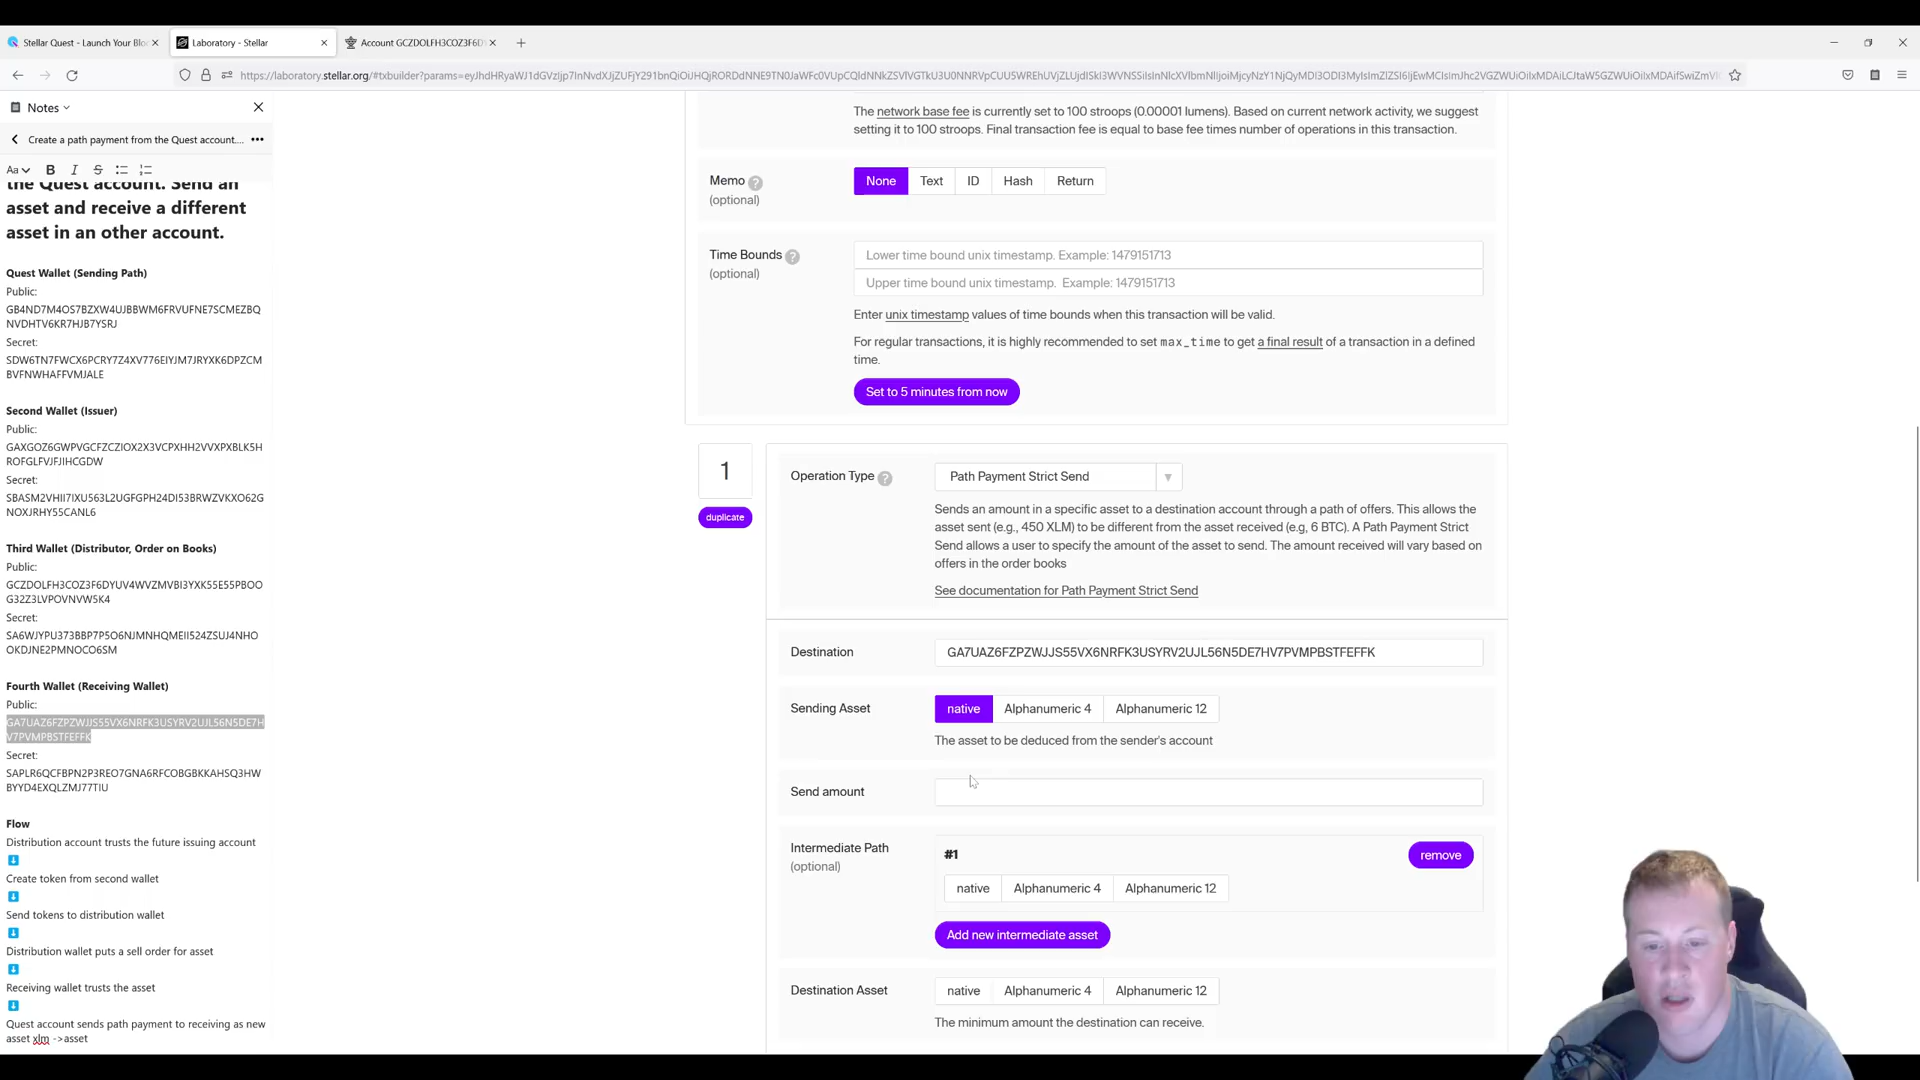 Stellar Quest - Launch Your Bloc
Laboratory - Stellar
Account GCZDOLFH3COZ3F6D
Notes
Create a path payment from the Quest account....
Aa B I S
the Quest account. Send an
asset and receive a different
asset in an other account.
Quest Wallet (Sending Path)
Public:
GB4ND7M4OS7BZXW4UJBBWM6FRVUFNE7SCMEZBQ
NVDHTV6KR7HJB7YSRJ
Secret:
SDW6TN7FWCX6PCRY7Z4XV776EIYJM7JRYXK6DPZCM
BVFNWHAFFVMJALE
Second Wallet (Issuer)
Public:
GAXGOZ6GWPVGCFZCZIOX2X3VCPXHH2VVXPXBLK5H
ROFGLFVJFJIHCGDW
Secret:
SBASM2VHII7IXU563L2UGFGPH24DI53BRWZVKXO62G
NOXJRHY55CANL6
Third Wallet (Distributor, Order on Books)
Public:
GCZDOLFH3COZ3F6DYUV4WVZMVBI3YXK55E55PBOO
G32Z3LVPOVNVW5K4
Secret:
SA6WJYPU373BBP7P5O6NJMNHQMEII524ZSUJ4NHO
OKDJNE2PMNOCO6SM
Fourth Wallet (Receiving Wallet)
Public:
GA7UAZ6FZPZWJJS55VX6NRFK3USYRV2UJL56N5DE7H
V7PVMPBSTFEFFK
Secret:
SAPLR6QCFBPN2P3REO7GNA6RFCOBGBKKAHSQ3HW
BYYD4EXQLZMJ77TIU
Flow
Distribution account trusts the future issuing account
Create token from second wallet
Send tokens to distribution wallet
Distribution wallet puts a sell order for asset
Receiving wallet trusts the asset
Quest account sends path payment to receiving as new
asset xlm ->asset
The network base fee is currently set to 100 stroops (0.00001 lumens). Based on current network activity, we suggest
setting it to 100 stroops. Final transaction fee is equal to base fee times number of operations in this transaction.
Memo ?
(optional)
None Text ID Hash Return
Time Bounds ?
(optional)
Lower time bound unix timestamp. Example: 1479151713
Upper time bound unix timestamp. Example: 1479151713
Enter unix timestamp values of time bounds when this transaction will be valid.
For regular transactions, it is highly recommended to set max_time to get a final result of a transaction in a defined
time.
Set to 5 minutes from now
1
duplicate
Operation Type ?
Path Payment Strict Send
Sends an amount in a specific asset to a destination account through a path of offers. This allows the
asset sent (e.g., 450 XLM) to be different from the asset received (e.g, 6 BTC). A Path Payment Strict
Send allows a user to specify the amount of the asset to send. The amount received will vary based on
offers in the order books
See documentation for Path Payment Strict Send
Destination
GA7UAZ6FZPZWJJS55VX6NRFK3USYRV2UJL56N5DE7HV7PVMPBSTFEFFK
Sending Asset
native Alphanumeric 4 Alphanumeric 12
The asset to be deducted from the sender's account
Send amount
Intermediate Path
(optional)
#1
remove
native Alphanumeric 4 Alphanumeric 12
Add new intermediate asset
Destination Asset
native Alphanumeric 4 Alphanumeric 12
The minimum amount the destination can receive.